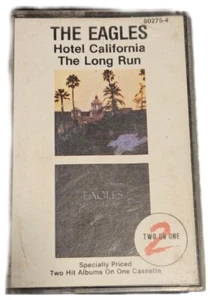 60275-4
THE EAGLES
Hotel California
The Long Run
EAGLES
2
TWO ON ONE
Specially Priced
Two Hit Albums On One Cassette